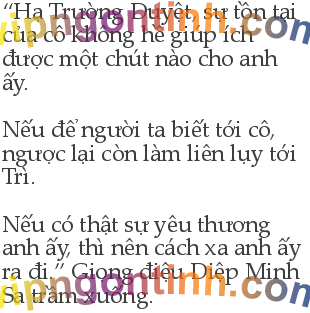 “Hạ Trường Duyệt, sự tồn tại
của cô không hề giúp ích
được một chút nào cho anh
ấy.
Nếu để người ta biết tới cô,
ngược lại còn làm liên lụy tới
Trì.
Nếu có thật sự yêu thương
anh ấy, thì nên cách xa anh ấy
ra đi.” Giọng điệu Diệp Minh
Sa trầm xuống.
vipngontinh.com
vipngontinh.com